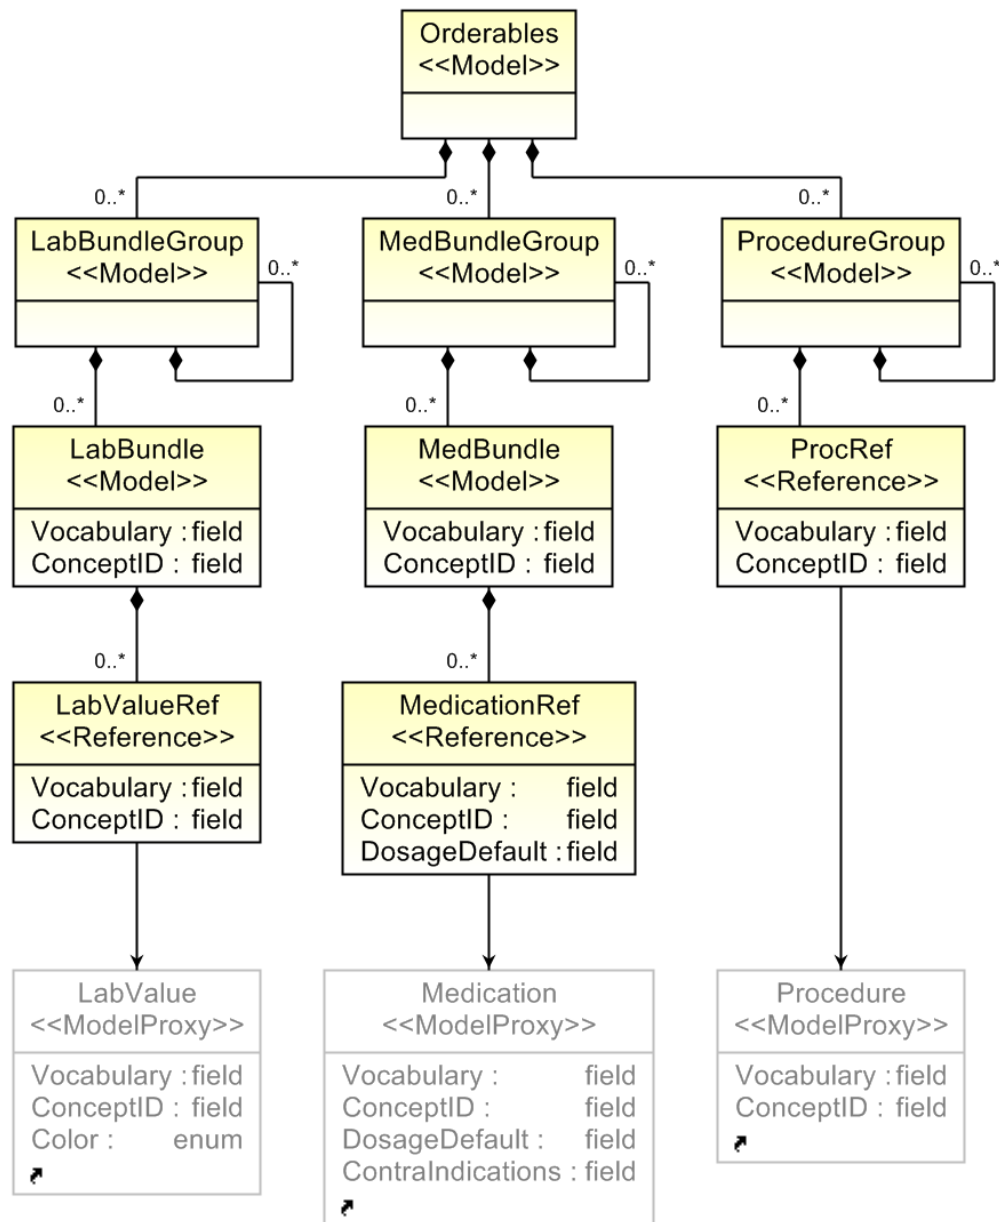 Orderables
<<Model>>
0..*
0..*
0..*
LabBundleGroup
<<Model>>
0..*
MedBundleGroup
<<Model>>
0..*
ProcedureGroup
<<Model>>
0..*
0..*
0..*
0..*
LabBundle
<<Model>>
Vocabulary : field
ConceptID : field
MedBundle
<<Model>>
Vocabulary : field
ConceptID : field
ProcRef
<<Reference>>
Vocabulary : field
ConceptID : field
0..*
0..*
LabValueRef
<<Reference>>
Vocabulary : field
ConceptID : field
MedicationRef
<<Reference>>
Vocabulary : field
ConceptID : field
DosageDefault : field
LabValue
<<ModelProxy>>
Vocabulary : field
ConceptID : field
Color : enum
Medication
<<ModelProxy>>
Vocabulary : field
ConceptID : field
DosageDefault : field
ContraIndications : field
Procedure
<<ModelProxy>>
Vocabulary : field
ConceptID : field